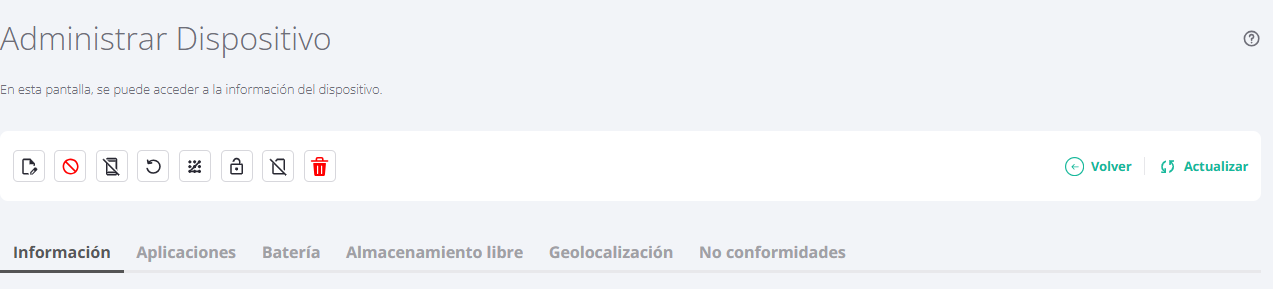 Administrar Dispositivo
En esta pantalla, se puede acceder a la información del dispositivo.
Volver Actualizar
Información Aplicaciones Batería Almacenamiento libre Geolocalización No conformidades